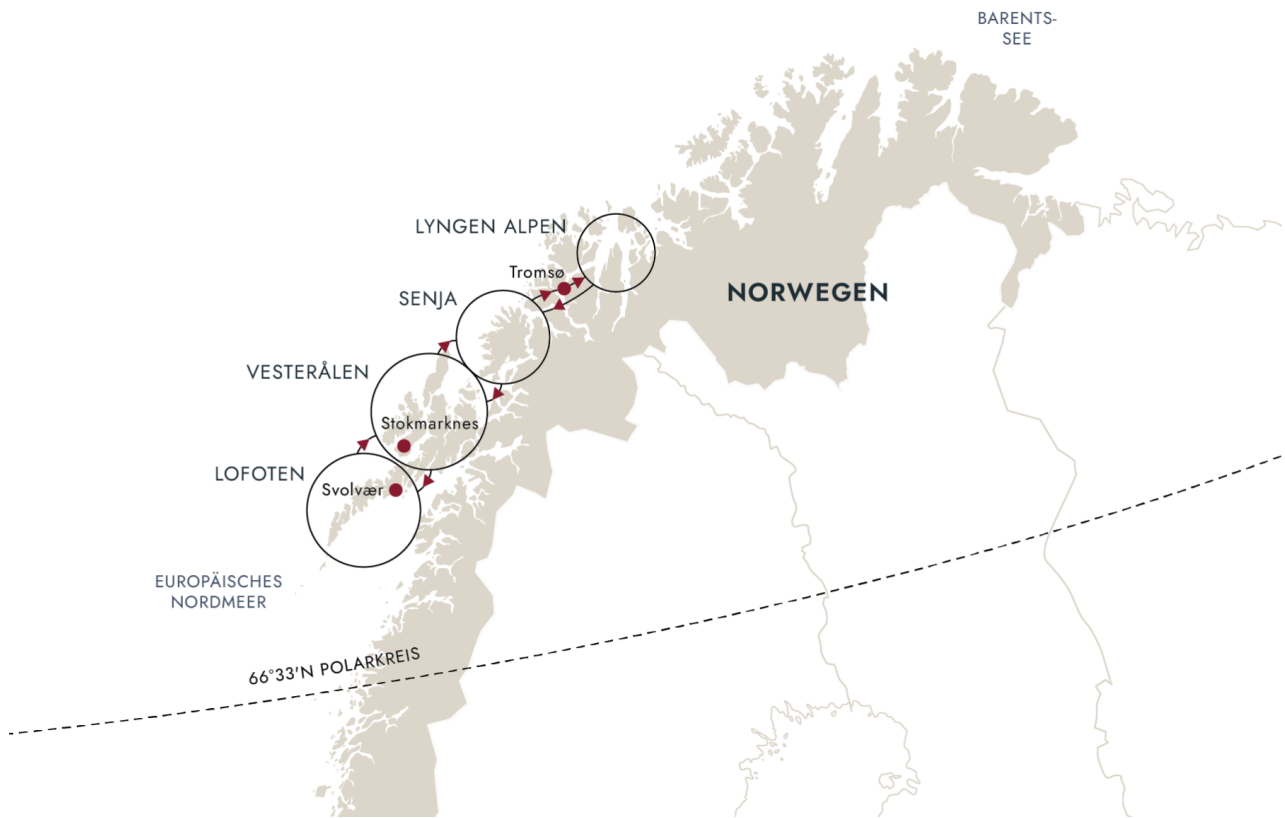 BARENTS-
SEE
LYNGEN ALPEN
Tromsø
SENJA
NORWEGEN
VESTERÅLEN
Stokmarknes
LOFOTEN
Svolvær
EUROPÄISCHES
NORDMEER
66°33'N POLARKREIS